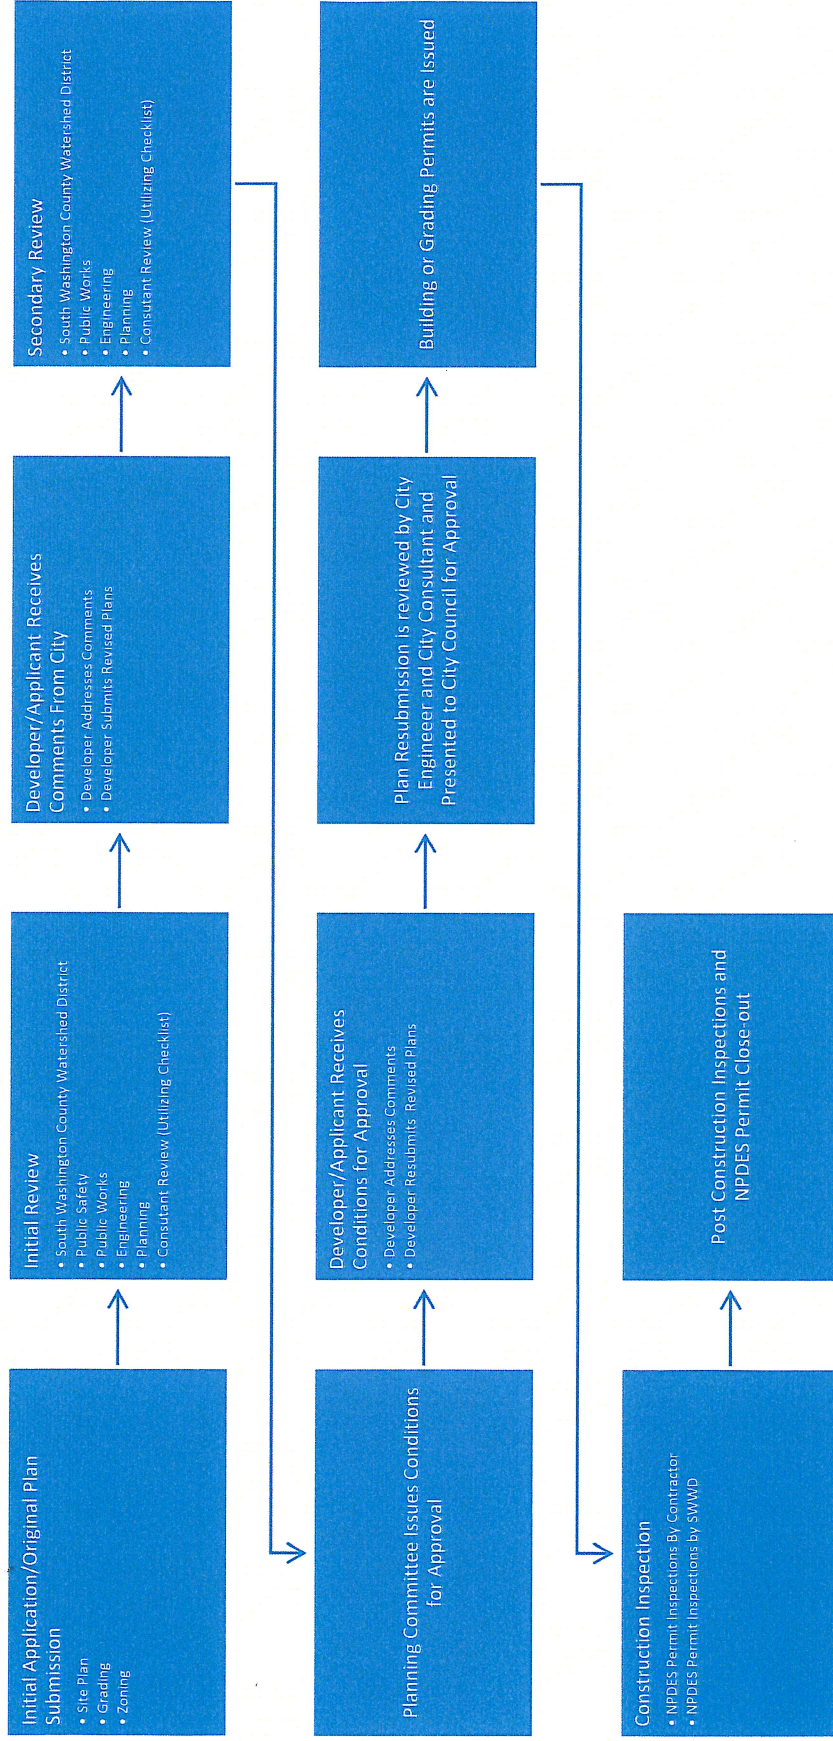 Initial Application/Original Plan
Submission
• Site Plan
• Grading
• Zoning
Initial Review
• South Washington County Watershed District
• Public Safety
• Public Works
• Engineering
• Planning
• Consutant Review (Utilizing Checklist)
Developer/Applicant Receives
Comments From City
• Developer Addresses Comments
• Developer Submits Revised Plans
Secondary Review
• South Washington County Watershed District
• Public Works
• Engineering
• Planning
• Consutant Review (Utilizing Checklist)
Planning Committee Issues Conditions
for Approval
Developer/Applicant Receives
Conditions for Approval
• Developer Addresses Comments
• Developer Resubmits Revised Plans
Plan Resubmission is reviewed by City
Engineeer and City Consultant and
Presented to City Council for Approval
Building or Grading Permits are Issued
Construction Inspection
• NPDES Permit Inspections By Contractor
• NPDES Permit Inspections by SWWD
Post Construction Inspections and
NPDES Permit Close-out